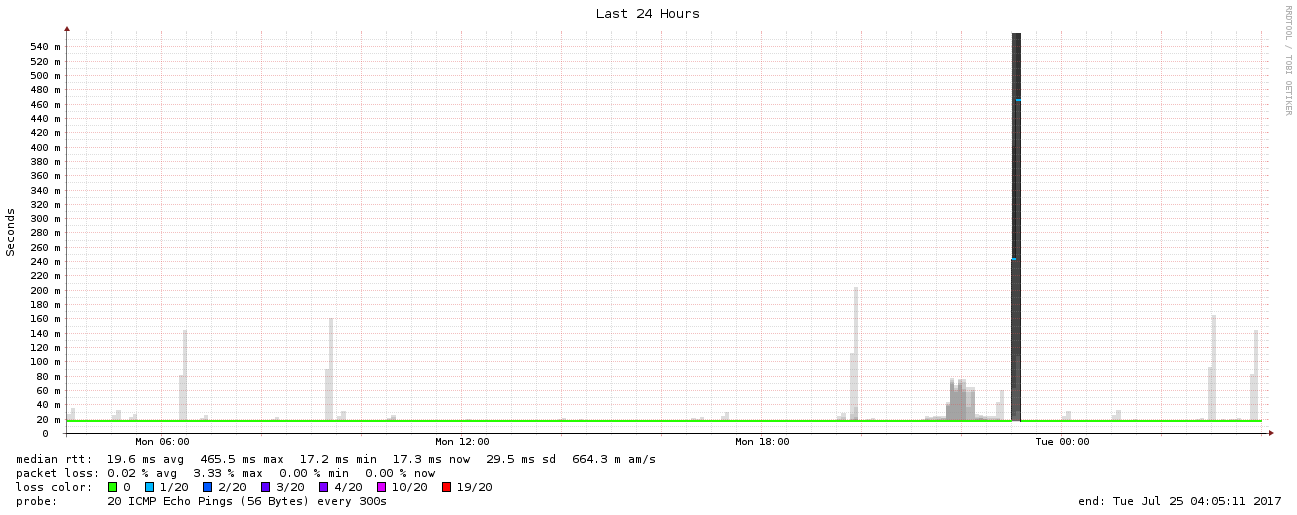 Last 24 Hours
RRDTOOL / TOBI OETIKER
Seconds
540 m
520 m
500 m
480 m
460 m
440 m
420 m
400 m
380 m
360 m
340 m
320 m
300 m
280 m
260 m
240 m
220 m
200 m
180 m
160 m
140 m
120 m
100 m
80 m
60 m
40 m
20 m
0
Mon 06:00 Mon 12:00 Mon 18:00 Tue 00:00
median rtt: 19.6 ms avg 465.5 ms max 17.2 ms min 17.3 ms now 29.5 ms sd 664.3 m am/s
packet loss: 0.02 % avg 3.33 % max 0.00 % min 0.00 % now
loss color: 0 1/20 2/20 3/20 4/20 10/20 19/20
probe: 20 ICMP Echo Pings (56 Bytes) every 300s end: Tue Jul 25 04:05:11 2017